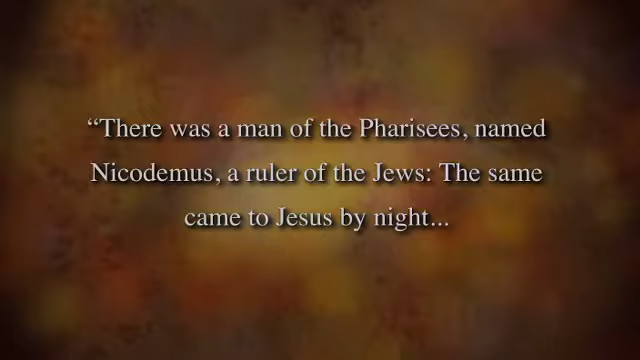 “There was a man of the Pharisees, named
Nicodemus, a ruler of the Jews: The same
came to Jesus by night...